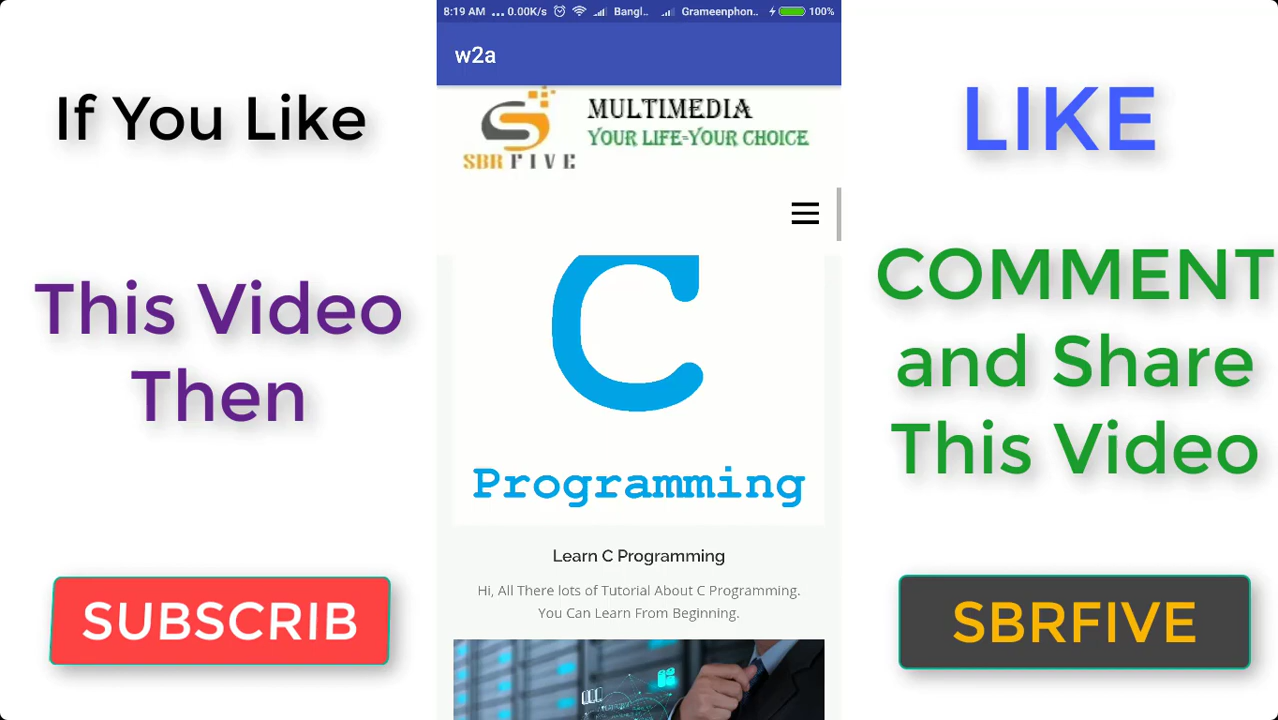 If You Like
This Video
Then
SUBSCRIB
8:19 AM ... 0.00K/s Bangl.. Grameenphon.. 100%
w2a
MULTIMEDIA
YOUR LIFE=YOUR CHOICE
SBR FIVE
C
Programming
Learn C Programming
Hi, All There lots of Tutorial About C Programming.
You Can Learn From Beginning.
LIKE
COMMENT
and Share
This Video
SBRFIVE